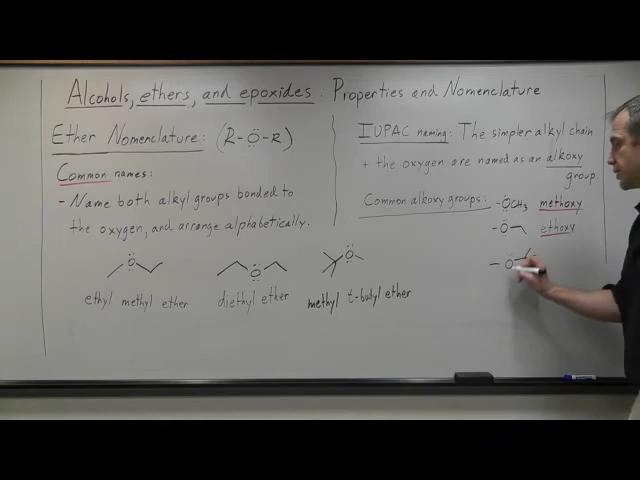 Alcohols, ethers, and epoxides: Properties and Nomenclature
Ether Nomenclature: (R-Ö-R)
Common names:
- Name both alkyl groups bonded to
the oxygen, and arrange alphabetically.
O
O
O
ethyl methyl ether
diethyl ether
methyl t-butyl ether
IUPAC naming: The simpler alkyl chain
+ the oxygen are named as an alkoxy
group.
Common alkoxy groups:
-OCH₃ methoxy
-O ethoxy
-O